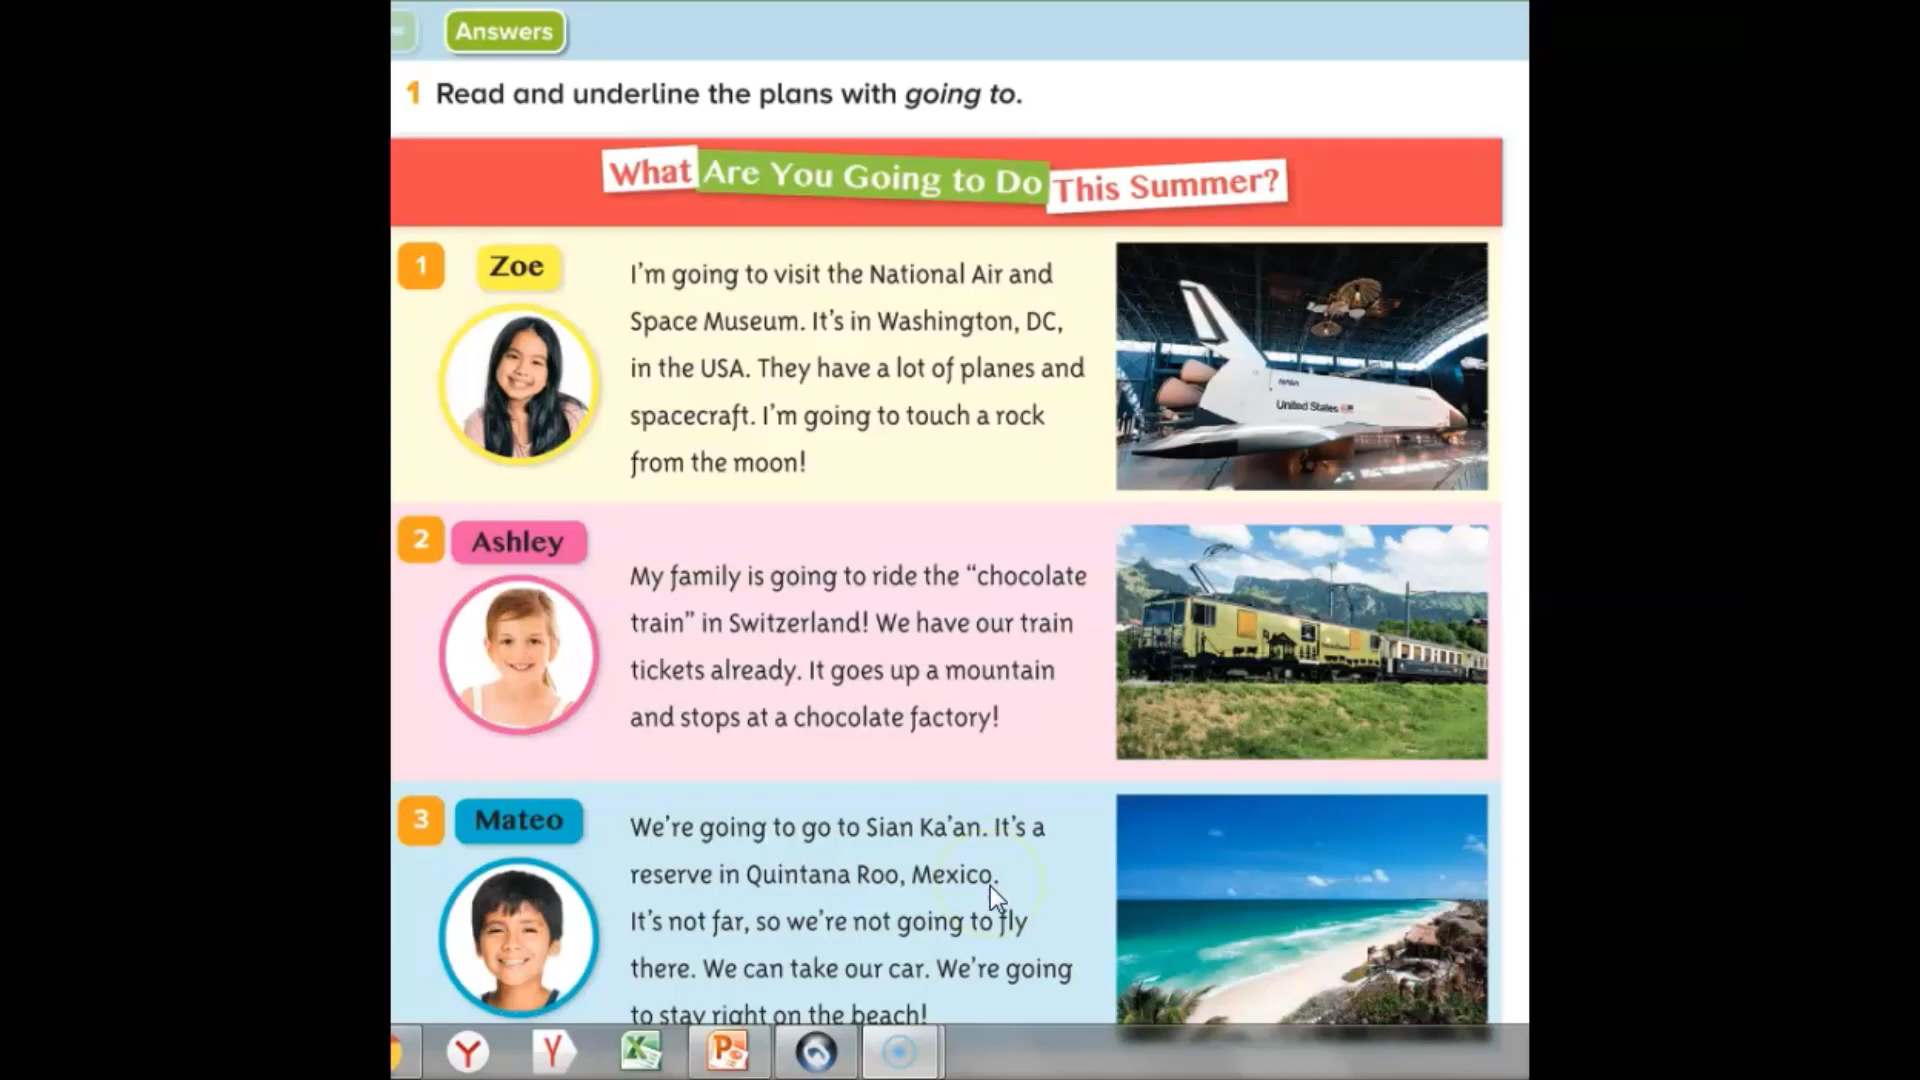 Answers
1 Read and underline the plans with going to.
What Are You Going to Do This Summer?
1 Zoe
I'm going to visit the National Air and
Space Museum. It's in Washington, DC,
in the USA. They have a lot of planes and
spacecraft. I'm going to touch a rock
from the moon!
NASA
United States
2 Ashley
My family is going to ride the “chocolate
train” in Switzerland! We have our train
tickets already. It goes up a mountain
and stops at a chocolate factory!
3 Mateo
We're going to go to Sian Ka'an. It's a
reserve in Quintana Roo, Mexico.
It's not far, so we're not going to fly
there. We can take our car. We're going
to stay right on the beach!